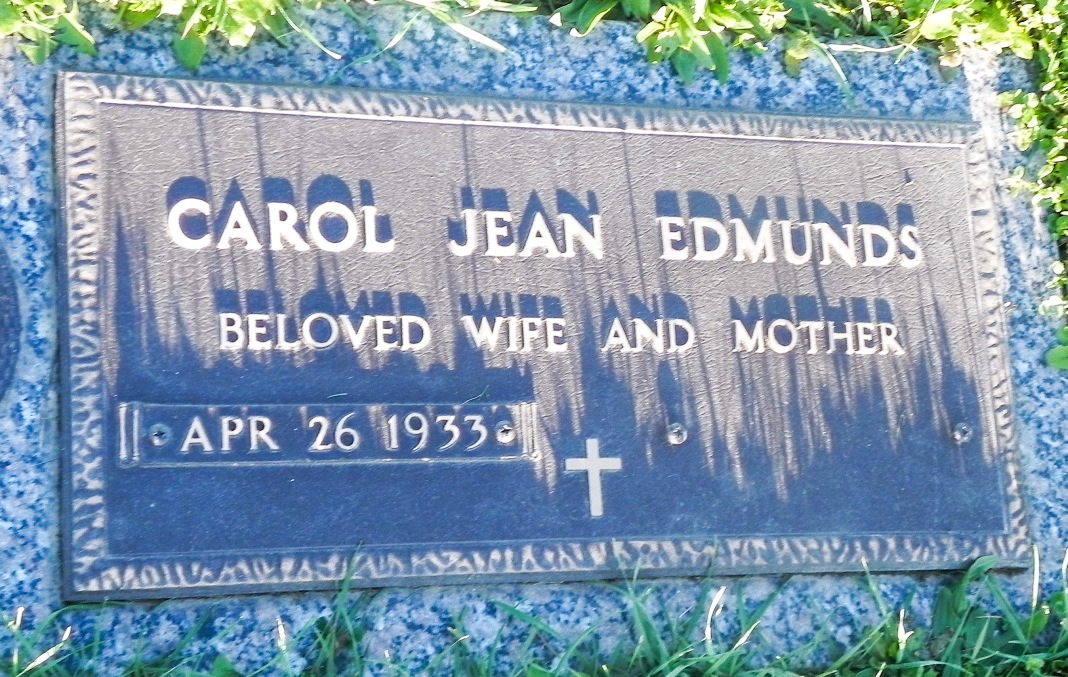 CAROL JEAN EDMUNDS
BELOVED WIFE AND MOTHER
APR 26 1933